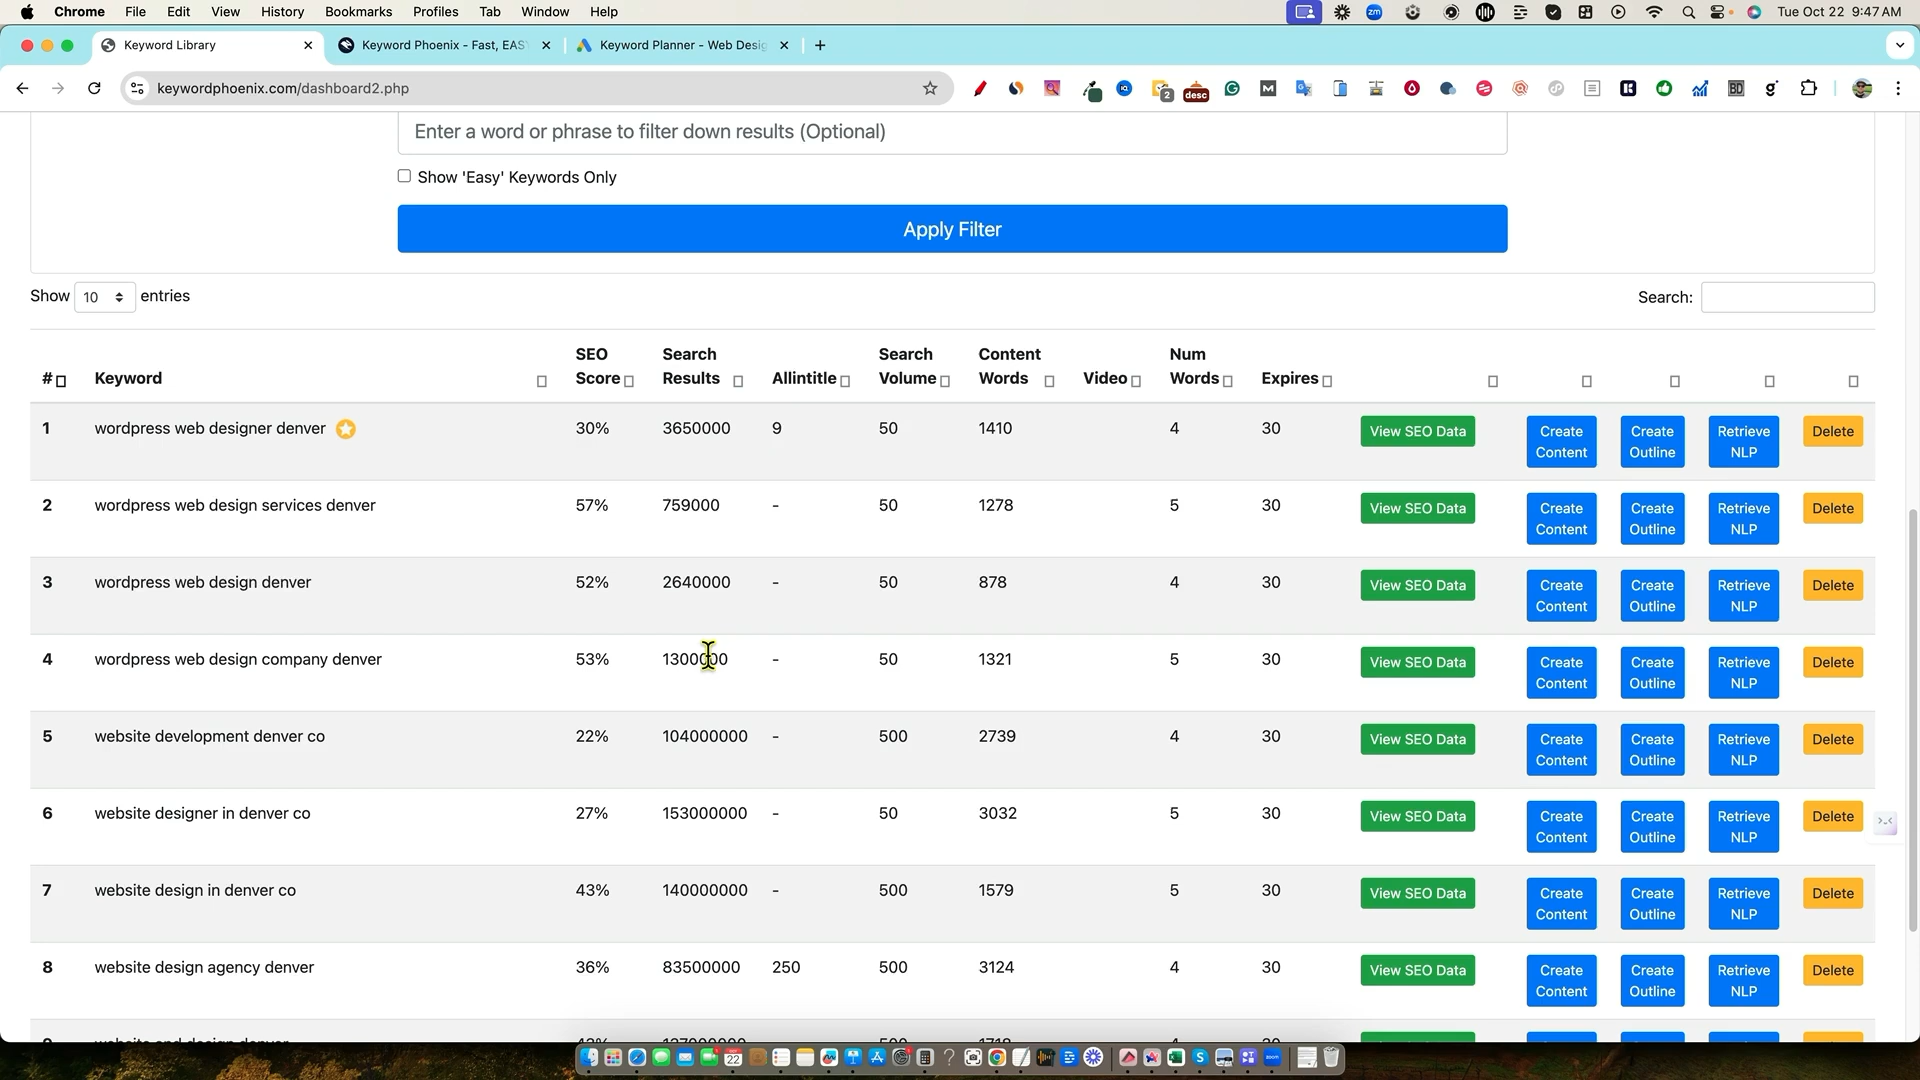 Chrome File Edit View History Bookmarks Profiles Tab Window Help Tue Oct 22 9:47 AM
Keyword Library Keyword Phoenix - Fast, EAS Keyword Planner - Web Desig
keywordphoenix.com/dashboard2.php
Enter a word or phrase to filter down results (Optional)
Show 'Easy' Keywords Only
Apply Filter
Show 10 entries Search:
# Keyword SEO Score Search Results Allintitle Search Volume Content Words Video Num Words Expires
1 wordpress web designer denver 30% 3650000 9 50 1410 4 30 View SEO Data Create Content Create Outline Retrieve NLP Delete
2 wordpress web design services denver 57% 759000 - 50 1278 5 30 View SEO Data Create Content Create Outline Retrieve NLP Delete
3 wordpress web design denver 52% 2640000 - 50 878 4 30 View SEO Data Create Content Create Outline Retrieve NLP Delete
4 wordpress web design company denver 53% 1300000 - 50 1321 5 30 View SEO Data Create Content Create Outline Retrieve NLP Delete
5 website development denver co 22% 104000000 - 500 2739 4 30 View SEO Data Create Content Create Outline Retrieve NLP Delete
6 website designer in denver co 27% 153000000 - 50 3032 5 30 View SEO Data Create Content Create Outline Retrieve NLP Delete
7 website design in denver co 43% 140000000 - 500 1579 5 30 View SEO Data Create Content Create Outline Retrieve NLP Delete
8 website design agency denver 36% 83500000 250 500 3124 4 30 View SEO Data Create Content Create Outline Retrieve NLP Delete